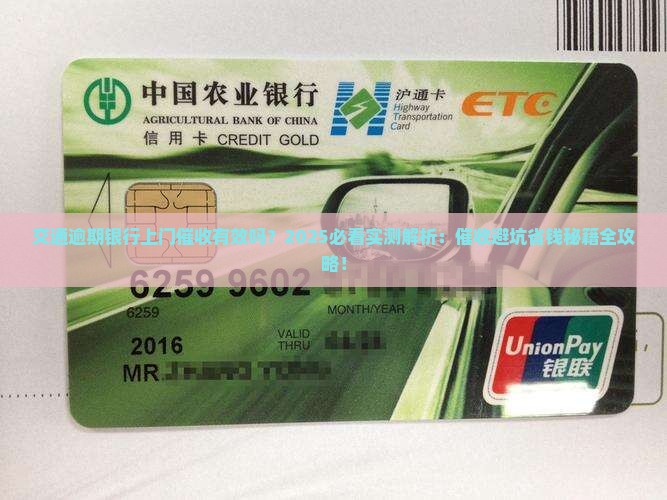 中国农业银行
AGRICULTURAL BANK OF CHINA
信用卡 CREDIT GOLD
沪通卡
Highway
Transportation
Card
ETC
交通逾期银行上门催收有效吗？2025必看实测解析：催收避坑省钱秘籍全攻
略！
6259 9602
6259
MONTH/YEAR
2016
VALID
THRU
MR.
UnionPay
银联